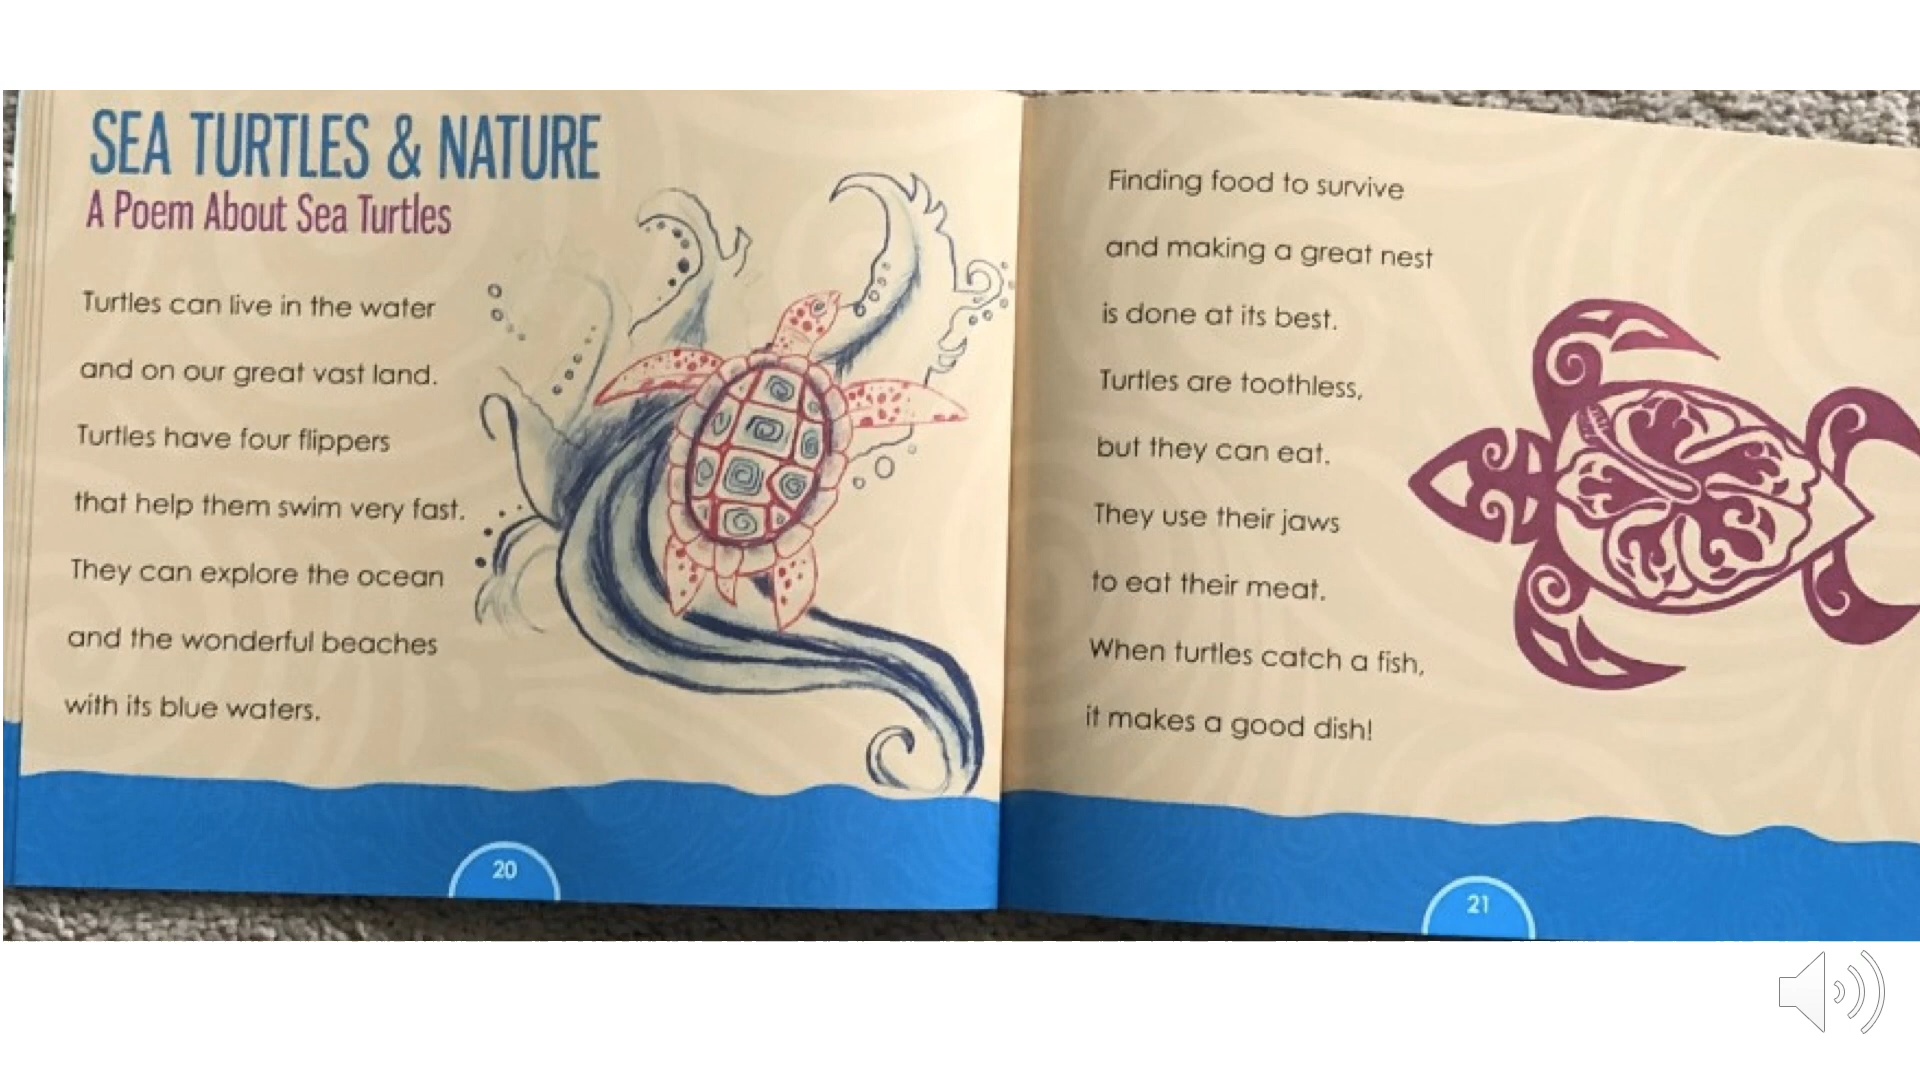 SEA TURTLES & NATURE
A Poem About Sea Turtles
Turtles can live in the water
and on our great vast land.
Turtles have four flippers
that help them swim very fast.
They can explore the ocean
and the wonderful beaches
with its blue waters.
20
Finding food to survive
and making a great nest
is done at its best.
Turtles are toothless,
but they can eat.
They use their jaws
to eat their meat.
When turtles catch a fish,
it makes a good dish!
21